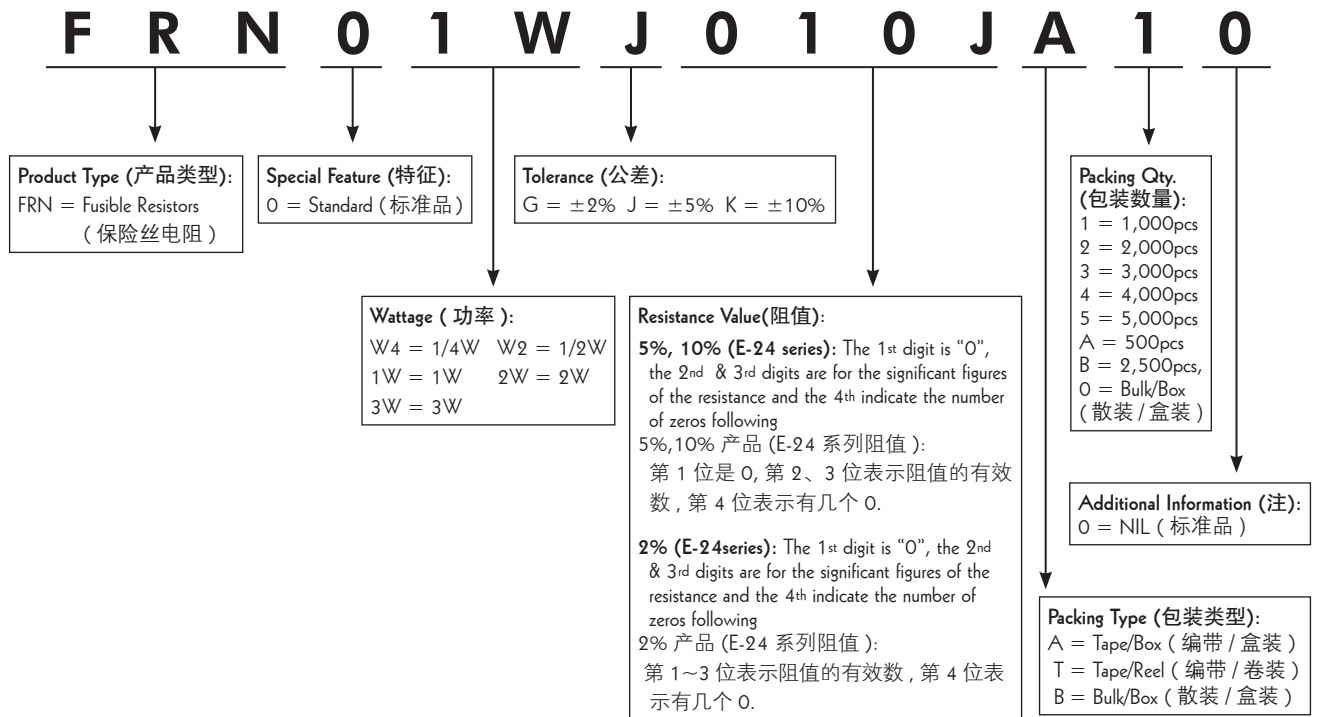 FRN01WJ010JA10
Product Type (产品类型):
FRN = Fusible Resistors
(保险丝电阻)
Special Feature (特征):
0 = Standard (标准品)
Tolerance (公差):
G = ±2% J = ±5% K = ±10%
Packing Qty.
(包装数量):
1 = 1,000pcs
2 = 2,000pcs
3 = 3,000pcs
4 = 4,000pcs
5 = 5,000pcs
A = 500pcs
B = 2,500pcs,
0 = Bulk/Box
(散装 / 盒装)
Wattage ( 功率 ):
W4 = 1/4W W2 = 1/2W
1W = 1W 2W = 2W
3W = 3W
Resistance Value(阻值):
5%, 10% (E-24 series): The 1st digit is “0”,
the 2nd & 3rd digits are for the significant figures
of the resistance and the 4th indicate the number
of zeros following
5%,10% 产品 (E-24 系列阻值 ):
第 1 位是 0, 第 2、3 位表示阻值的有效
数 , 第 4 位表示有几个 0.
2% (E-24series): The 1st digit is “0”, the 2nd
& 3rd digits are for the significant figures of the
resistance and the 4th indicate the number of
zeros following
2% 产品 (E-24 系列阻值 ):
第 1~3 位表示阻值的有效数 , 第 4 位表
示有几个 0.
Additional Information (注):
0 = NIL ( 标准品 )
Packing Type (包装类型):
A = Tape/Box ( 编带 / 盒装 )
T = Tape/Reel ( 编带 / 卷装 )
B = Bulk/Box ( 散装 / 盒装 )